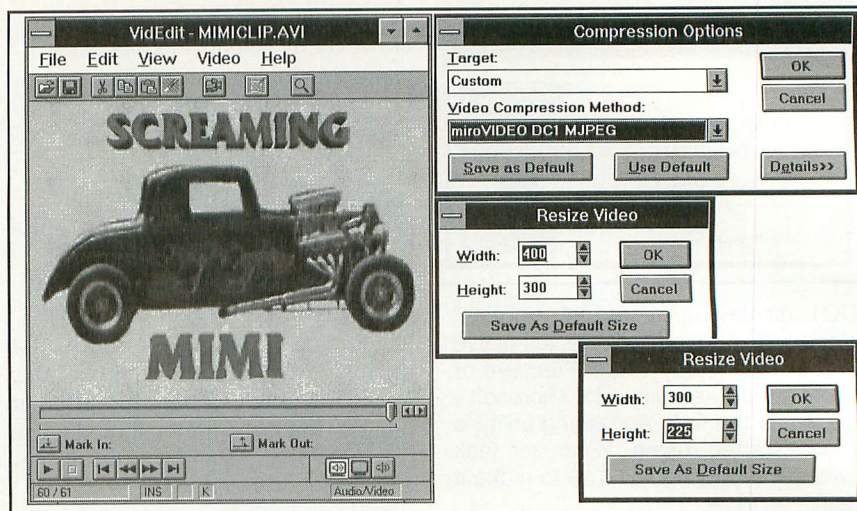 VidEdit - MIMICLIP.AVI
File Edit View Video Help
SCREAMING
MIMI
Mark In: Mark Out:
60 / 61 INS K Audio/Video
Compression Options
Target:
Custom
OK
Video Compression Method:
Cancel
miroVIDEO DC1 MJPEG
Save as Default Use Default Details>>
Resize Video
Width: 400 OK
Height: 300 Cancel
Save As Default Size
Resize Video
Width: 300 OK
Height: 225 Cancel
Save As Default Size